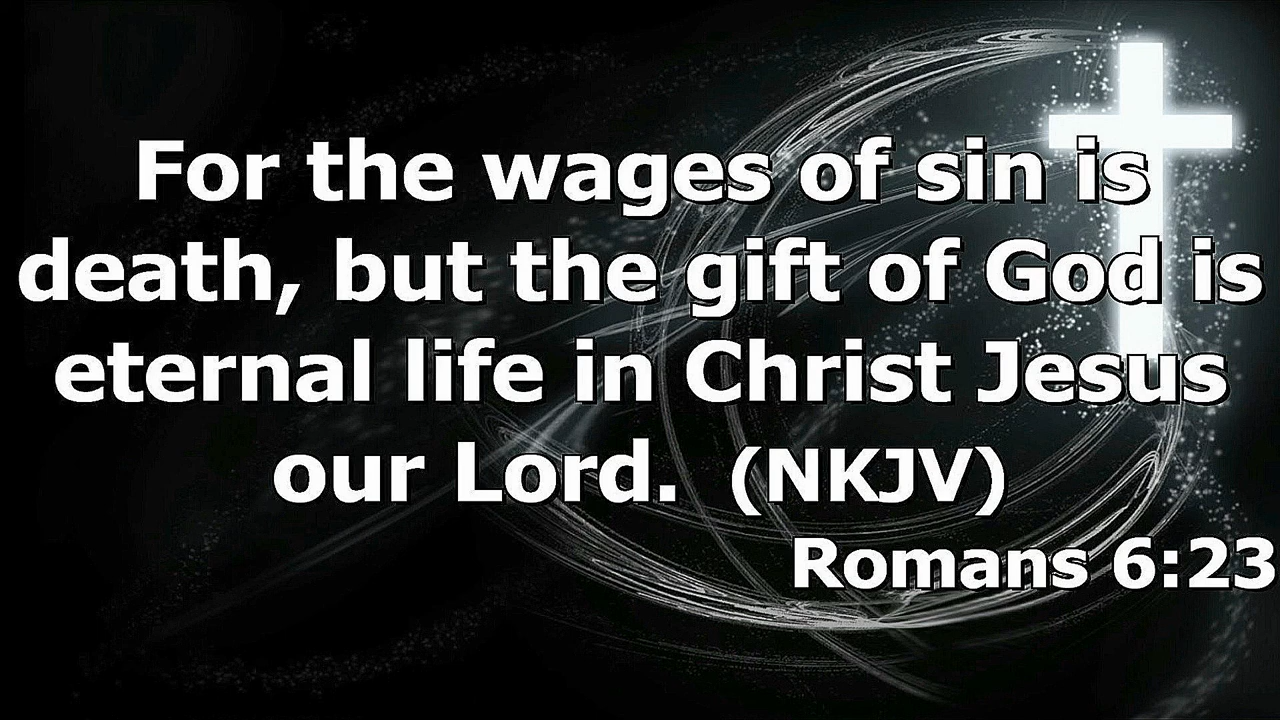 For the wages of sin is
death, but the gift of God is
eternal life in Christ Jesus
our Lord.  (NKJV)
Romans 6:23